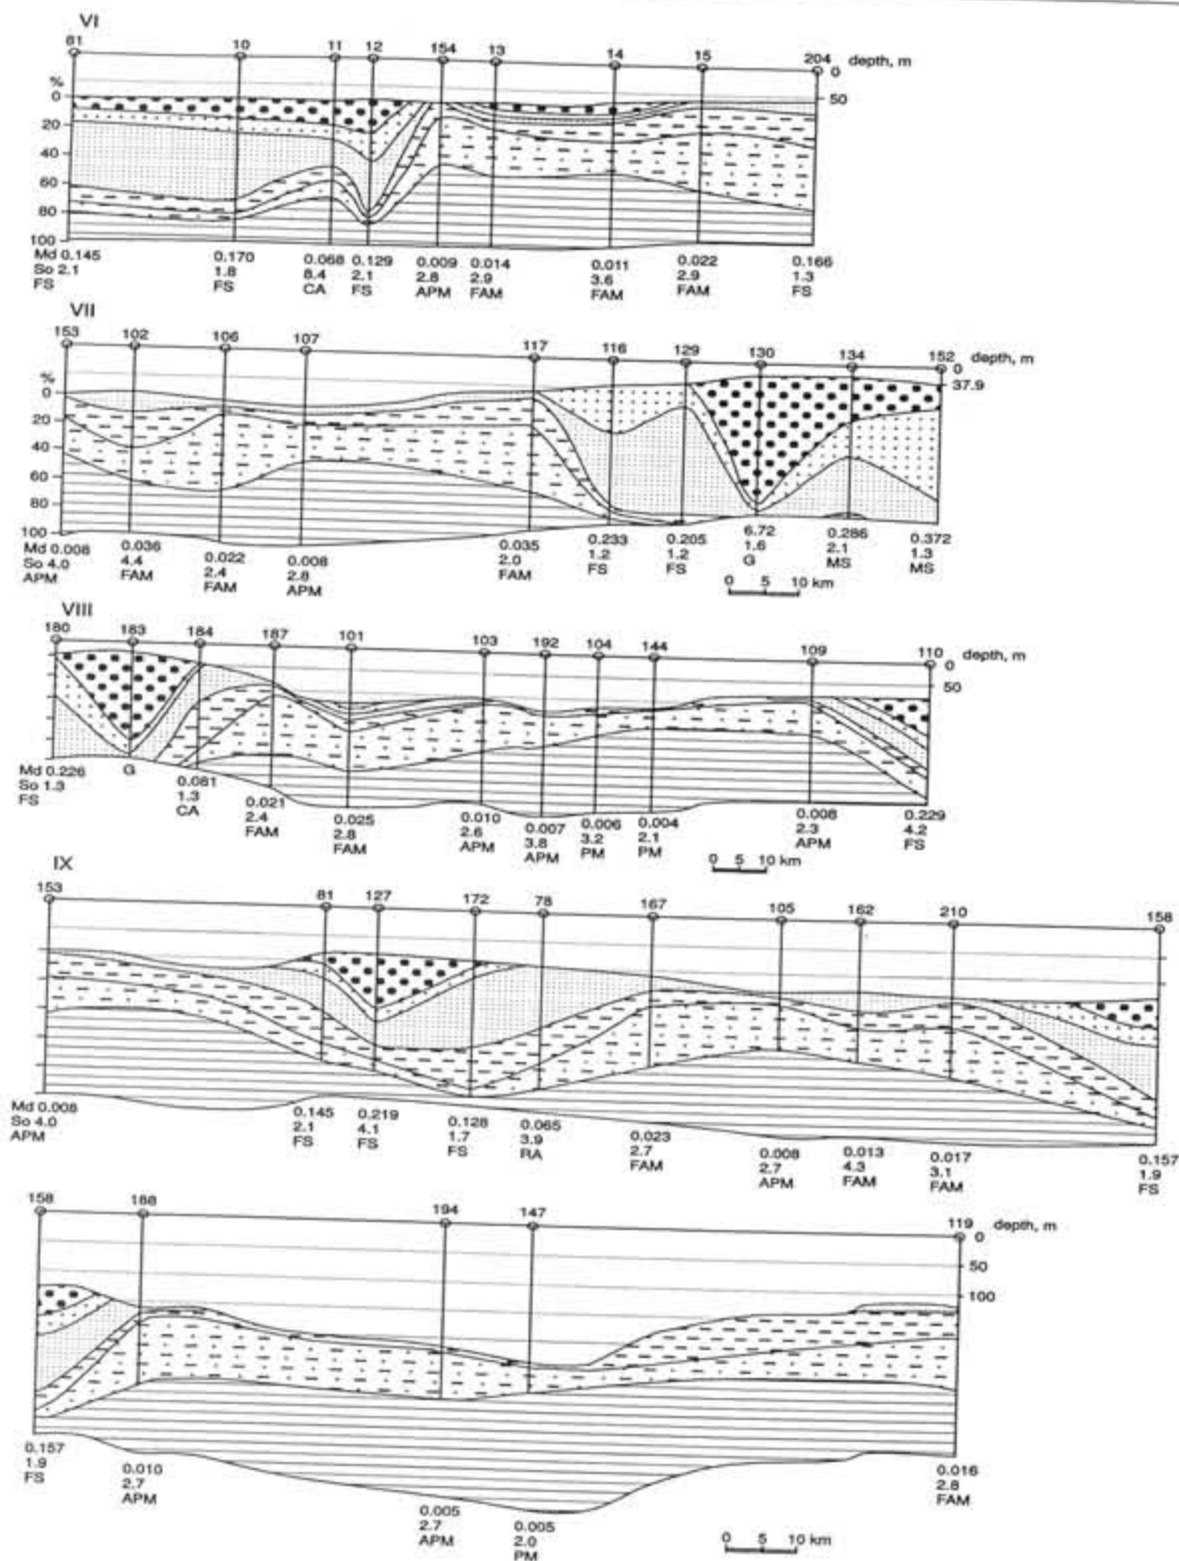 VI
81 10 11 12 154 13 14 15 204 depth, m
0
50
%
0
20
40
60
80
100
Md 0.145 0.170 0.068 0.129 0.009 0.014 0.011 0.022 0.166
So 2.1 1.8 8.4 2.1 2.8 2.9 3.6 2.9 1.3
FS FS CA FS APM FAM FAM FAM FS
VII
153 102 106 107 117 116 129 130 134 152 depth, m
0
37.9
%
0
20
40
60
80
100
Md 0.008 0.036 0.022 0.008 0.035 0.233 0.205 6.72 0.286 0.372
So 4.0 4.4 2.4 2.8 2.0 1.2 1.2 1.6 2.1 1.3
APM FAM FAM APM FAM FS FS G MS MS
0 5 10 km
VIII
180 183 184 187 101 103 192 104 144 109 110 depth, m
0
50
Md 0.226 G 0.081 0.021 0.025 0.010 0.007 0.006 0.004 0.008 0.229
So 1.3 1.3 2.4 2.8 2.6 3.8 3.2 2.1 2.3 4.2
FS CA FAM FAM APM APM PM PM APM FS
0 5 10 km
IX
153 81 127 172 78 167 105 162 210 158
Md 0.008 0.145 0.219 0.128 0.065 0.023 0.008 0.013 0.017 0.157
So 4.0 2.1 4.1 1.7 3.9 2.7 2.7 4.3 3.1 1.9
APM FS FS FS RA FAM APM FAM FAM FS
158 188 194 147 119 depth, m
0
50
100
0.157 0.010 0.005 0.005 0.016
1.9 2.7 2.7 2.0 2.8
FS APM APM PM FAM
0 5 10 km